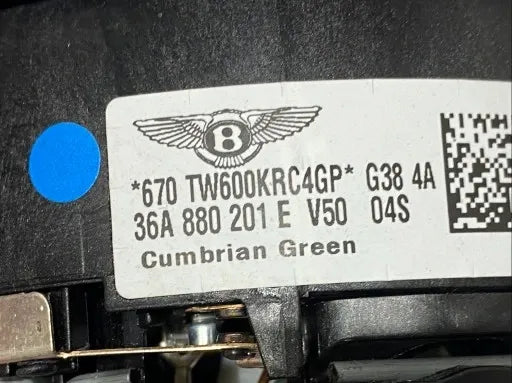 B
*670 TW600KRC4GP* G38 4A
36A 880 201 E V50 04S
Cumbrian Green